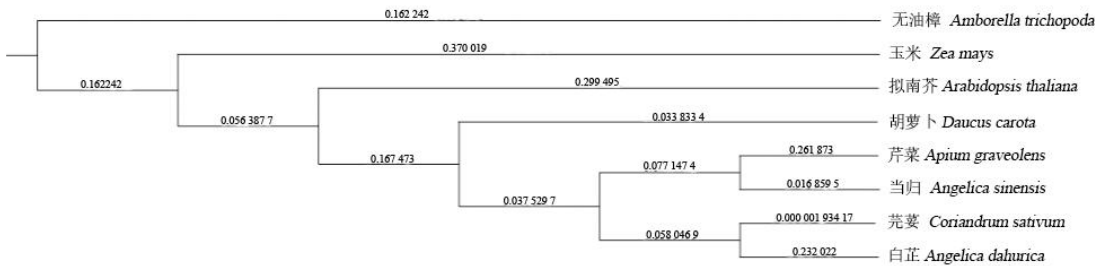 0.162 242
无油樟 Amborella trichopoda
0.370 019
玉米 Zea mays
0.162242
0.299 495
拟南芥 Arabidopsis thaliana
0.056 387 7
0.033 833 4
胡萝卜 Daucus carota
0.167 473
0.261 873
芹菜 Apium graveolens
0.077 147 4
0.016 859 5
当归 Angelica sinensis
0.037 529 7
0.000 001 934 17
芫荽 Coriandrum sativum
0.058 046 9
0.232 022
白芷 Angelica dahurica